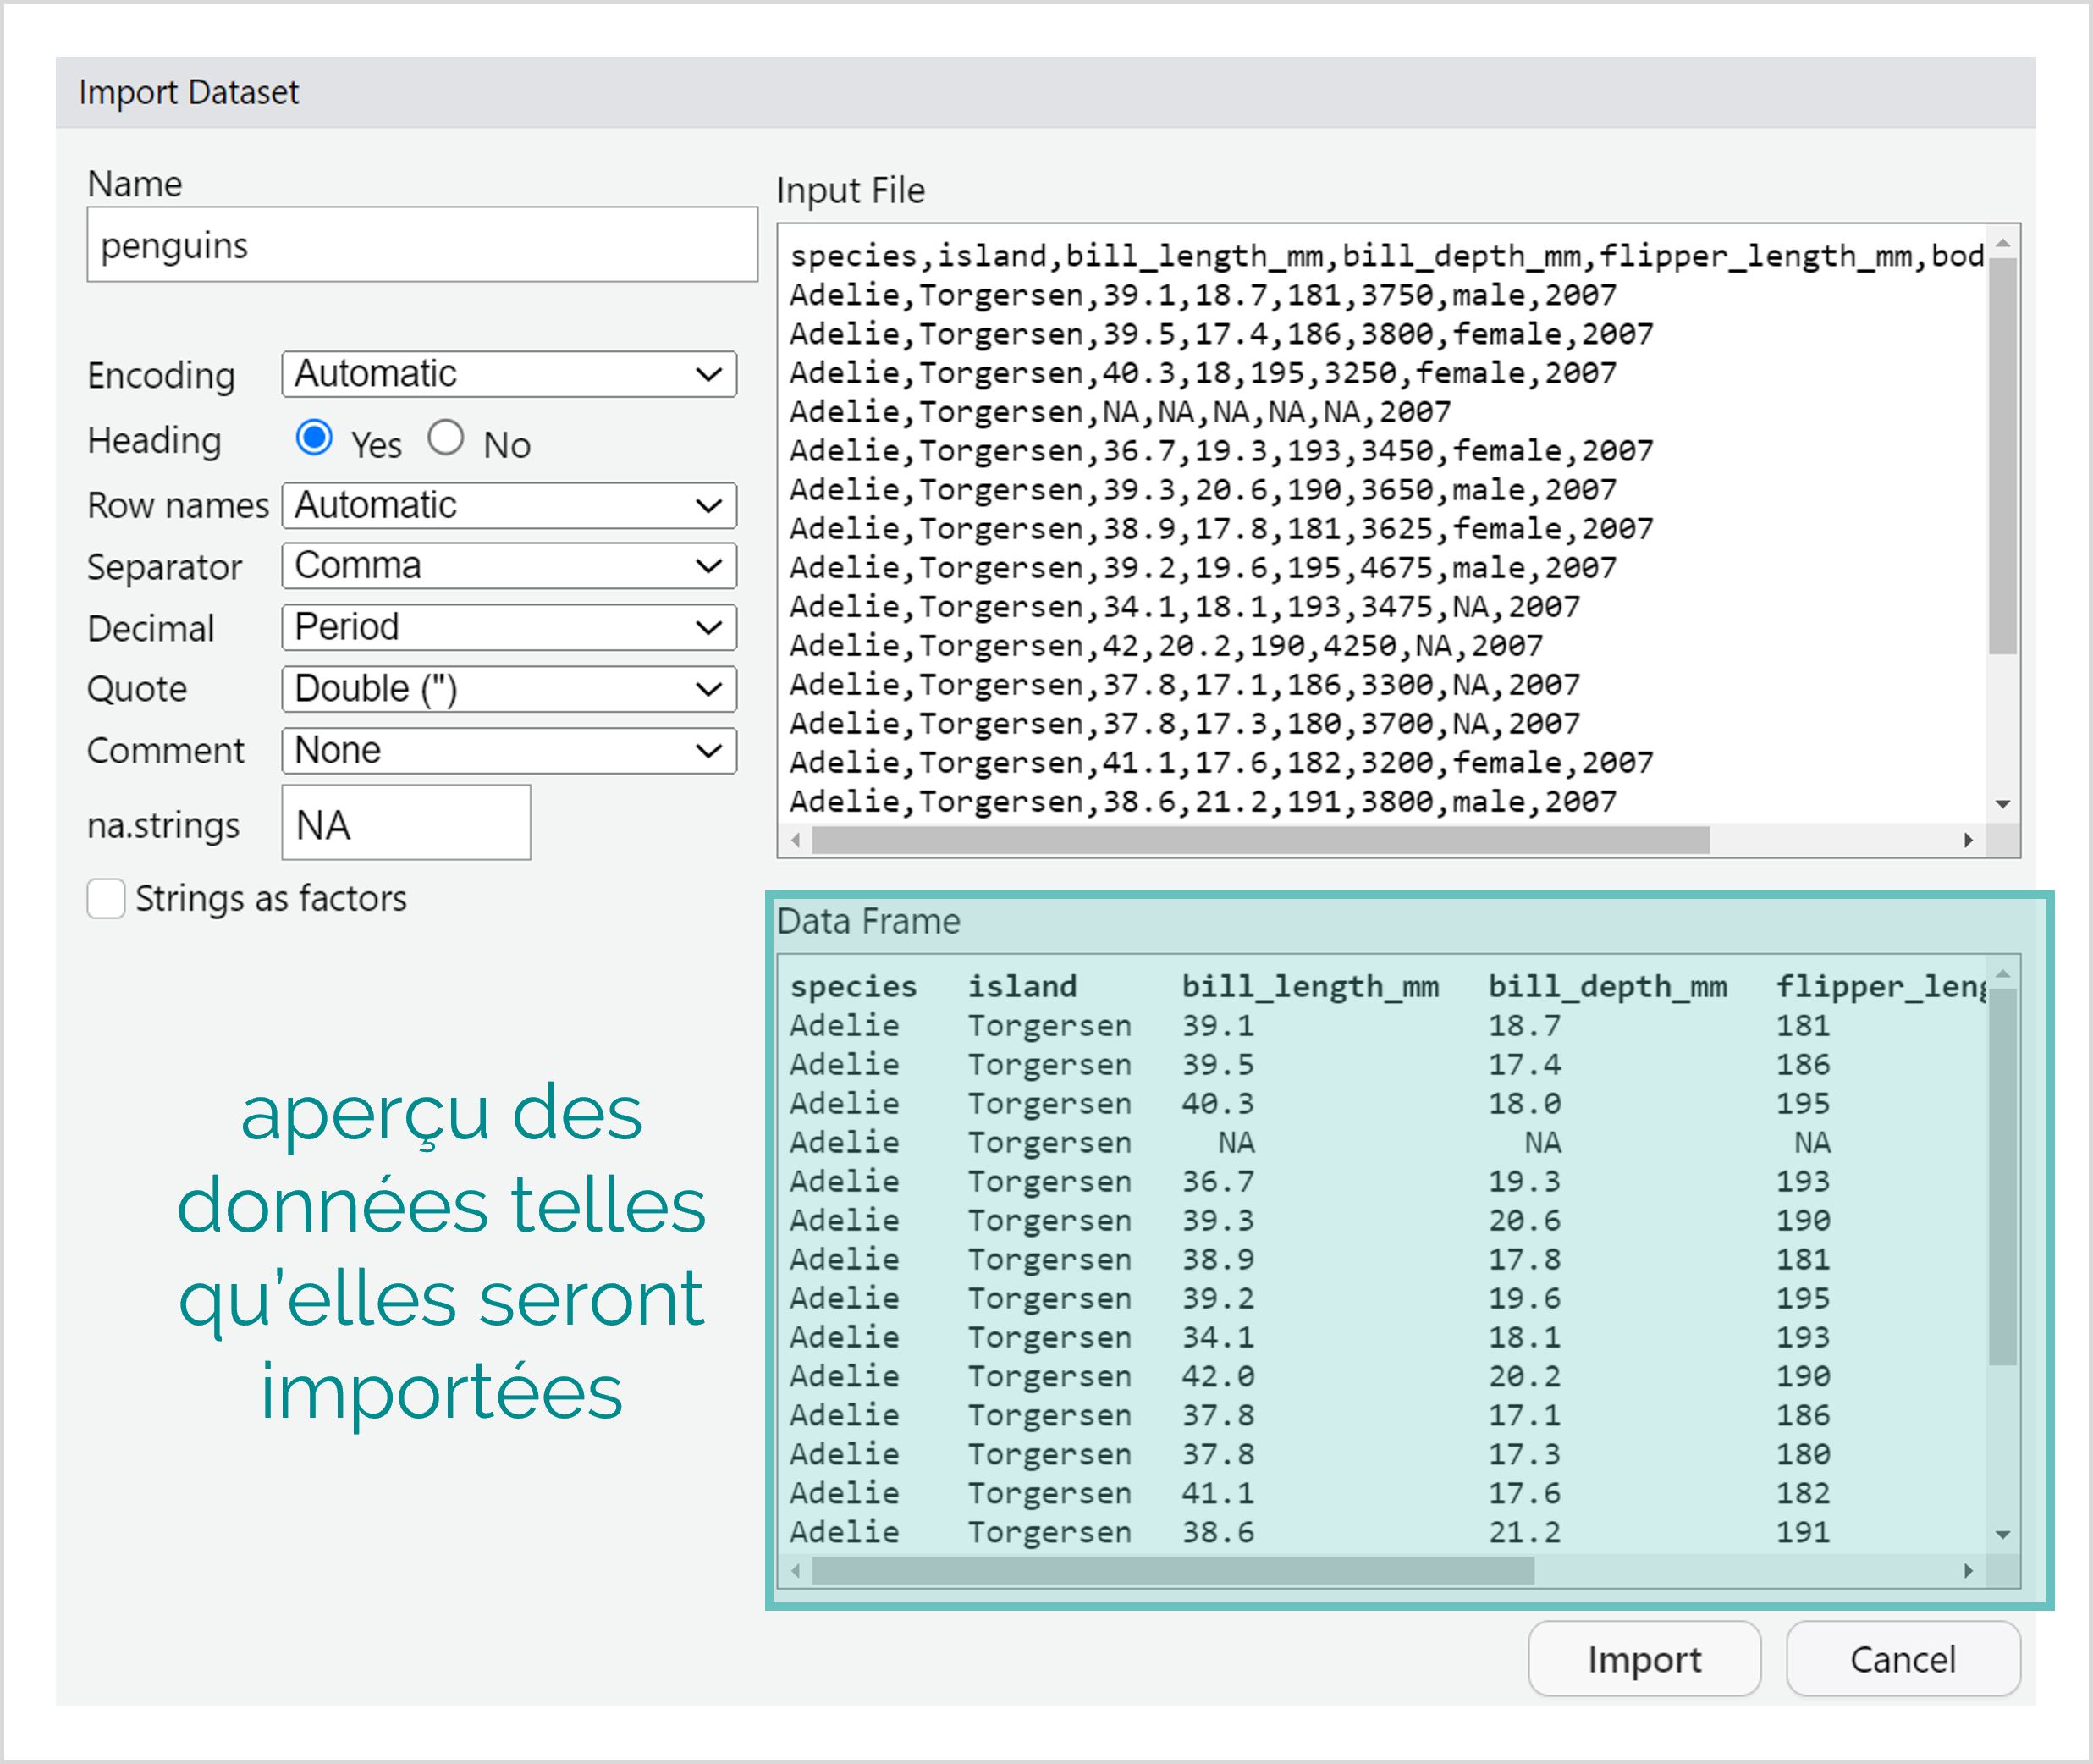 Import Dataset
Name
penguins
Encoding Automatic
Heading Yes No
Row names Automatic
Separator Comma
Decimal Period
Quote Double (")
Comment None
na.strings NA
Strings as factors
Input File
species,island,bill_length_mm,bill_depth_mm,flipper_length_mm,bod
Adelie,Torgersen,39.1,18.7,181,3750,male,2007
Adelie,Torgersen,39.5,17.4,186,3800,female,2007
Adelie,Torgersen,40.3,18,195,3250,female,2007
Adelie,Torgersen,NA,NA,NA,NA,NA,2007
Adelie,Torgersen,36.7,19.3,193,3450,female,2007
Adelie,Torgersen,39.3,20.6,190,3650,male,2007
Adelie,Torgersen,38.9,17.8,181,3625,female,2007
Adelie,Torgersen,39.2,19.6,195,4675,male,2007
Adelie,Torgersen,34.1,18.1,193,3475,NA,2007
Adelie,Torgersen,42,20.2,190,4250,NA,2007
Adelie,Torgersen,37.8,17.1,186,3300,NA,2007
Adelie,Torgersen,37.8,17.3,180,3700,NA,2007
Adelie,Torgersen,41.1,17.6,182,3200,female,2007
Adelie,Torgersen,38.6,21.2,191,3800,male,2007
aperçu des
données telles
qu'elles seront
importées
Data Frame
species island bill_length_mm bill_depth_mm flipper_leng
Adelie Torgersen 39.1 18.7 181
Adelie Torgersen 39.5 17.4 186
Adelie Torgersen 40.3 18.0 195
Adelie Torgersen NA NA NA
Adelie Torgersen 36.7 19.3 193
Adelie Torgersen 39.3 20.6 190
Adelie Torgersen 38.9 17.8 181
Adelie Torgersen 39.2 19.6 195
Adelie Torgersen 34.1 18.1 193
Adelie Torgersen 42.0 20.2 190
Adelie Torgersen 37.8 17.1 186
Adelie Torgersen 37.8 17.3 180
Adelie Torgersen 41.1 17.6 182
Adelie Torgersen 38.6 21.2 191
Import Cancel